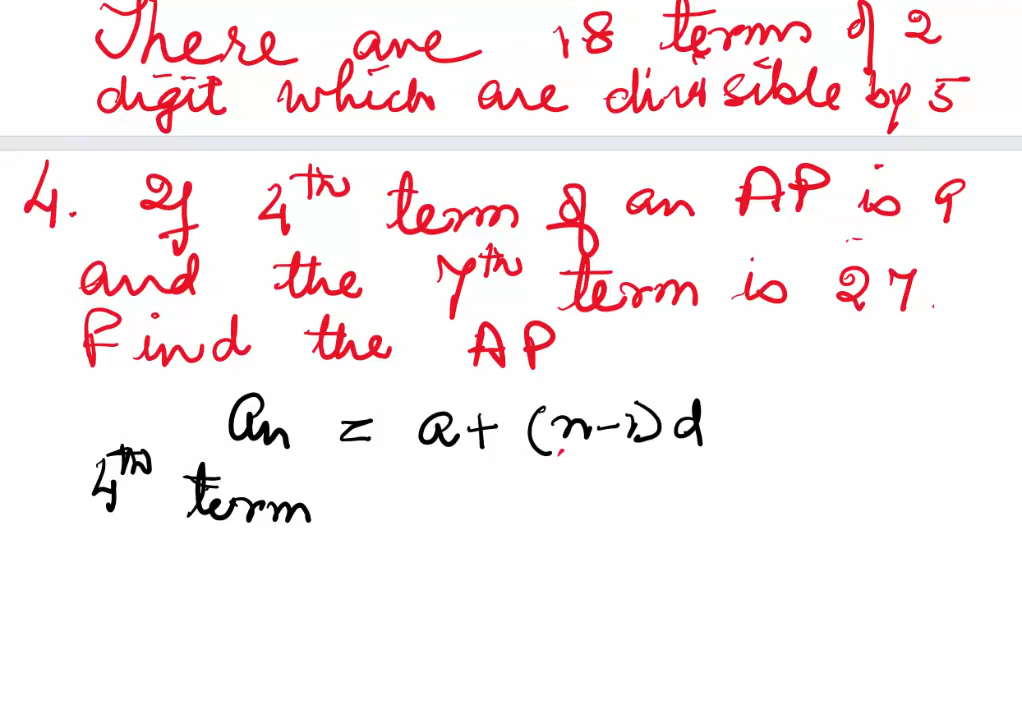 There are 18 terms of 2
digit which are divisible by 5
4. If 4th term of an AP is 9
and the 7th term is 27.
Find the AP
an = a + (n-1)d
4th term